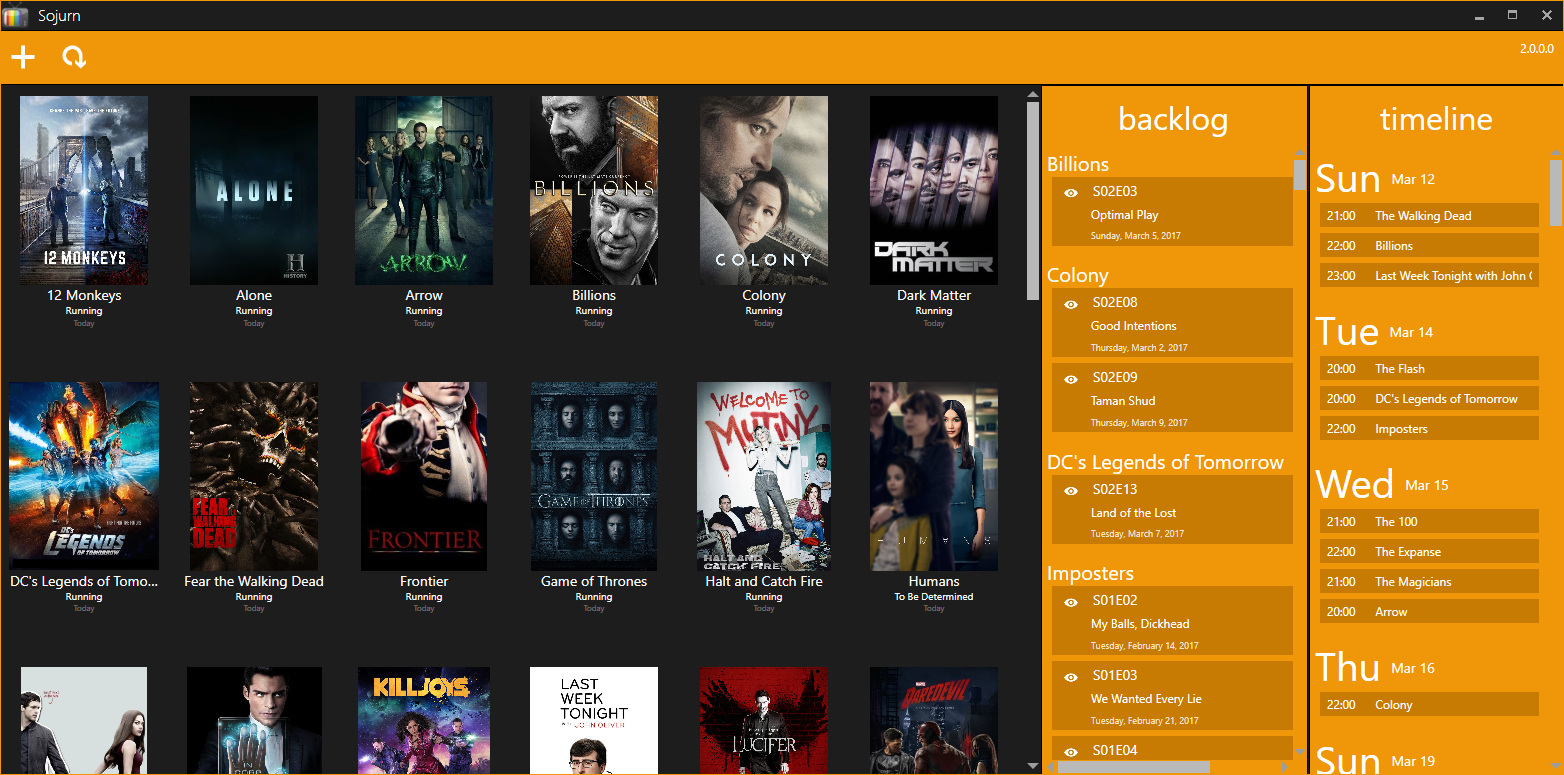 Sojurn
2.0.0.0
12 MONKEYS
ALONE
HISTORY
ARROW
BILLIONS
COLONY
DARK MATTER
12 Monkeys
Running
Today
Alone
Running
Today
Arrow
Running
Today
Billions
Running
Today
Colony
Running
Today
Dark Matter
Running
Today
DC's
LEGENDS
OF TOMORROW
FEAR
THE
WALKING
DEAD
FRONTIER
GAME OF THRONES
WELCOME TO
MUTINY
HALT AND
CATCH FIRE
HUMANS
DC's Legends of Tomo...
Running
Today
Fear the Walking Dead
Running
Today
Frontier
Running
Today
Game of Thrones
Running
Today
Halt and Catch Fire
Running
Today
Humans
To Be Determined
Today
KILLJOYS
LAST
WEEK
TONIGHT
WITH JOHN OLIVER
LUCIFER
MARVEL
DAREDEVIL
backlog
Billions
S02E03
Optimal Play
Sunday, March 5, 2017
Colony
S02E08
Good Intentions
Thursday, March 2, 2017
S02E09
Taman Shud
Thursday, March 9, 2017
DC's Legends of Tomorrow
S02E13
Land of the Lost
Tuesday, March 7, 2017
Imposters
S01E02
My Balls, Dickhead
Tuesday, February 14, 2017
S01E03
We Wanted Every Lie
Tuesday, February 21, 2017
S01E04
timeline
Sun Mar 12
21:00 The Walking Dead
22:00 Billions
23:00 Last Week Tonight with John
Tue Mar 14
20:00 The Flash
20:00 DC's Legends of Tomorrow
22:00 Imposters
Wed Mar 15
21:00 The 100
22:00 The Expanse
21:00 The Magicians
20:00 Arrow
Thu Mar 16
22:00 Colony
Sun Mar 19